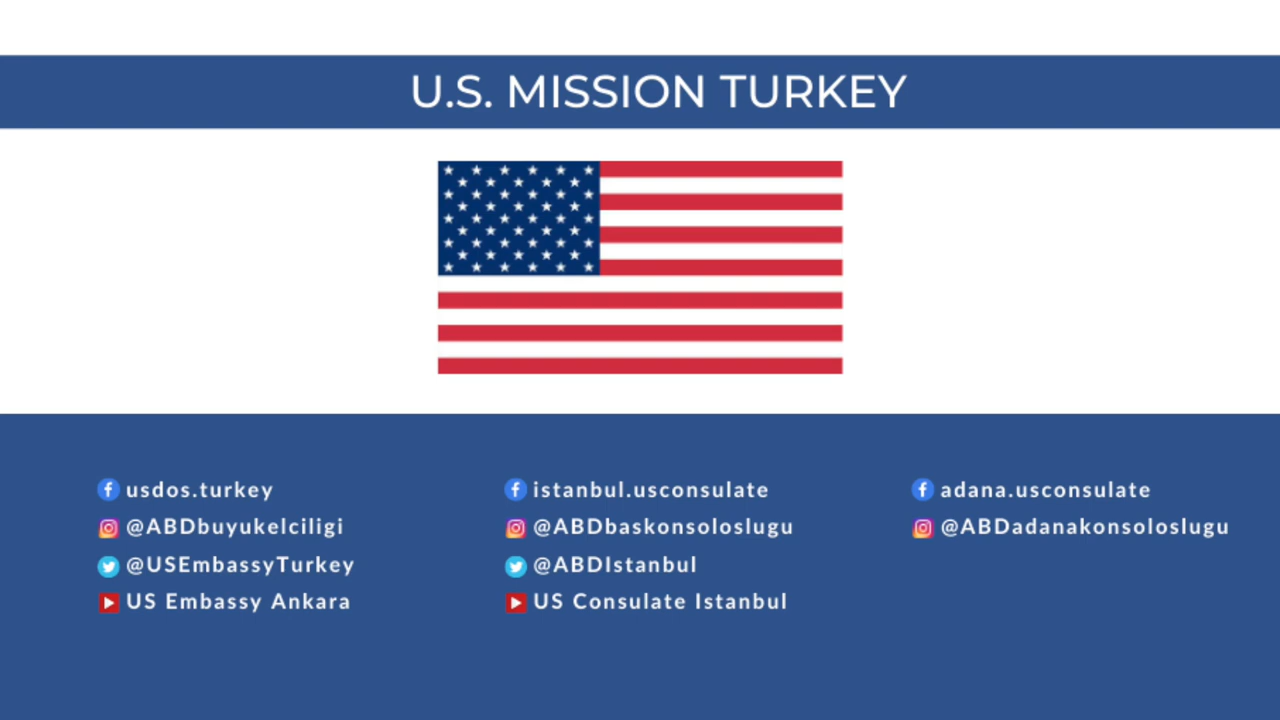 U.S. MISSION TURKEY
usdos.turkey
@ABDbuyukelciligi
@USEmbassyTurkey
US Embassy Ankara
istanbul.usconsulate
@ABDbaskonsoloslugu
@ABDIstanbul
US Consulate Istanbul
adana.usconsulate
@ABDadanakonsoloslugu